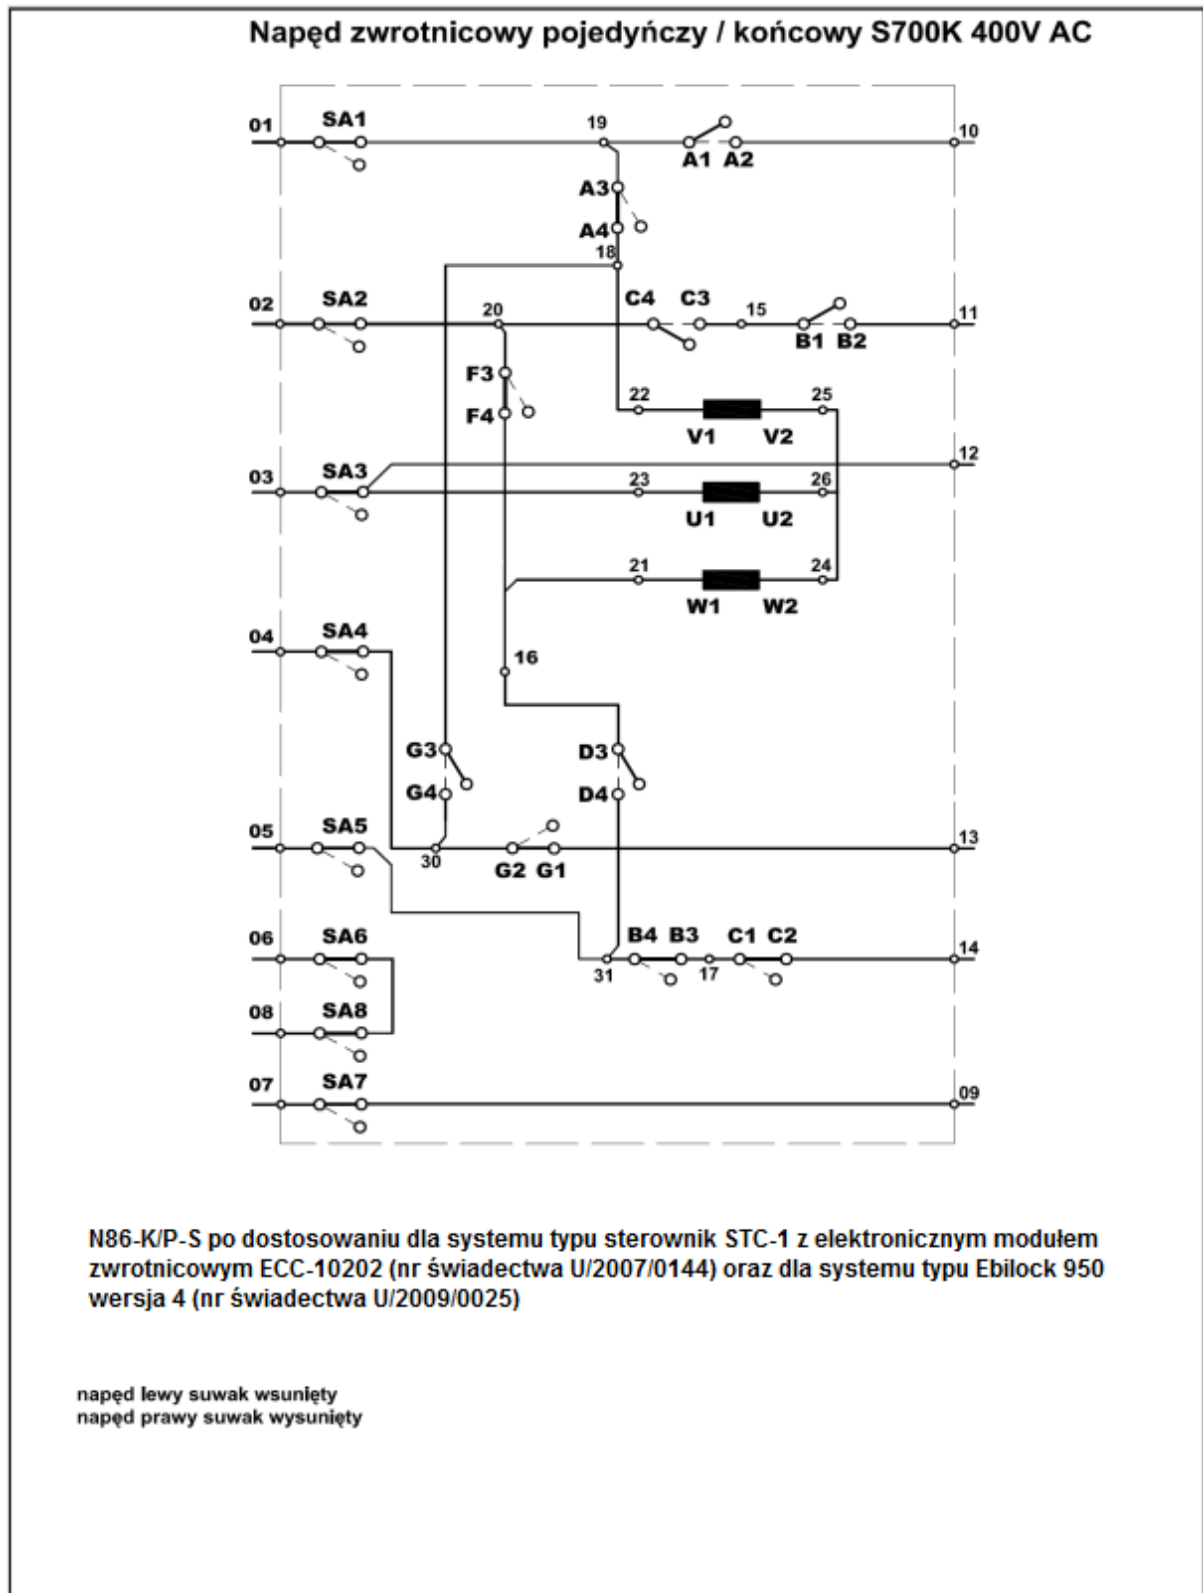 Napęd zwrotnicowy pojedyńczy / końcowy S700K 400V AC
01 SA1 19 A1 A2 10
A3
A4
18
02 SA2 20 C4 C3 15 B1 B2 11
F3
F4
22 V1 V2 25
12
03 SA3 23 U1 U2 26
21 W1 W2 24
04 SA4
16
G3 D3
G4 D4
05 SA5 30 G2 G1 13
06 SA6 31 B4 B3 17 C1 C2 14
08 SA8
07 SA7 09
N86-K/P-S po dostosowaniu dla systemu typu sterownik STC-1 z elektronicznym modułem
zwrotnicowym ECC-10202 (nr świadectwa U/2007/0144) oraz dla systemu typu Ebilock 950
wersja 4 (nr świadectwa U/2009/0025)
napęd lewy suwak wsunięty
napęd prawy suwak wysunięty